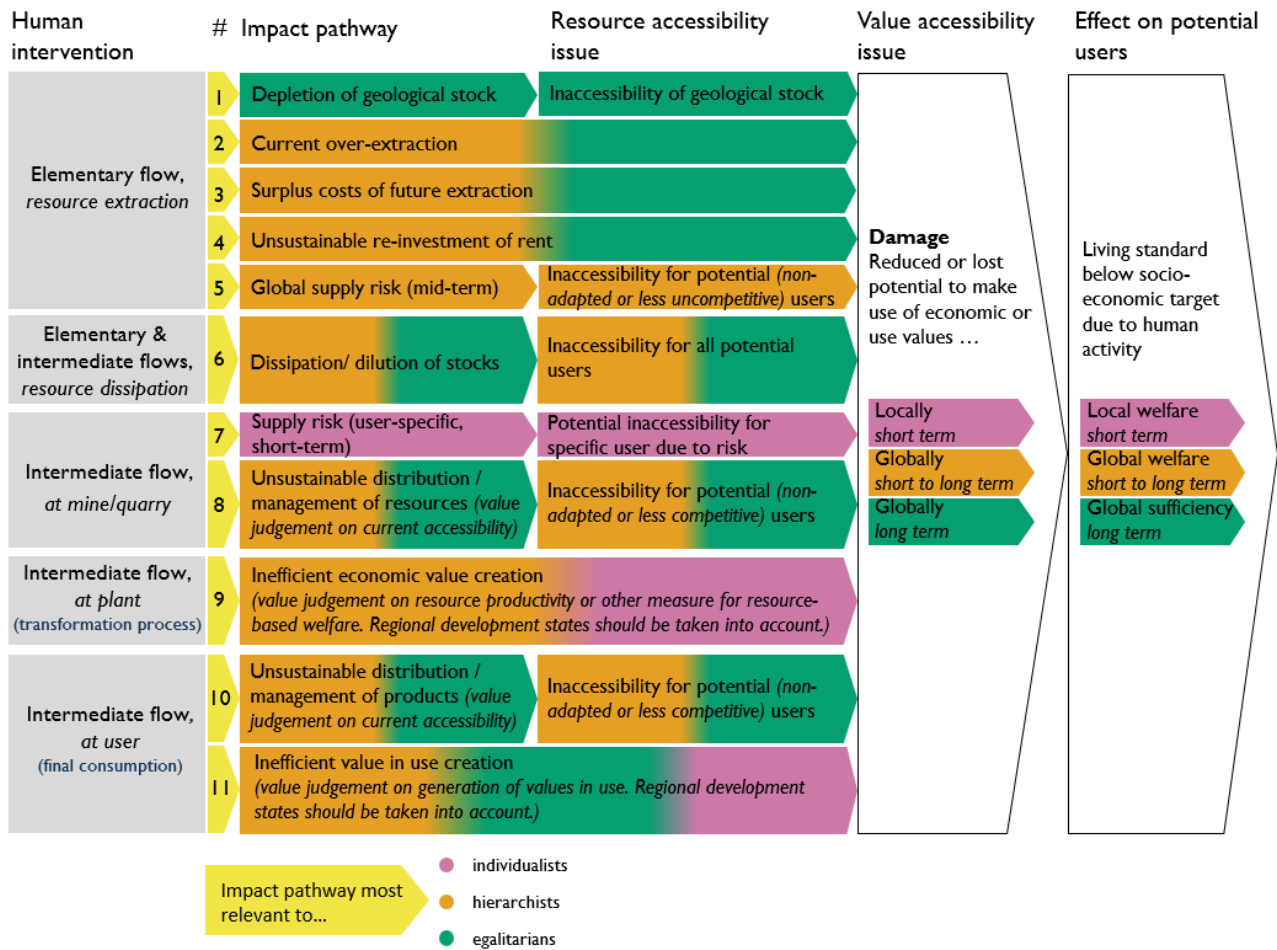 Human
intervention
# Impact pathway
Resource accessibility
issue
Value accessibility
issue
Effect on potential
users
Elementary flow,
resource extraction
1
Depletion of geological stock
Inaccessibility of geological stock
2
Current over-extraction
3
Surplus costs of future extraction
4
Unsustainable re-investment of rent
5
Global supply risk (mid-term)
Inaccessibility for potential (non-
adapted or less uncompetitive) users
Elementary &
intermediate flows,
resource dissipation
6
Dissipation/ dilution of stocks
Inaccessibility for all potential
users
Intermediate flow,
at mine/quarry
7
Supply risk (user-specific,
short-term)
Potential inaccessibility for
specific user due to risk
8
Unsustainable distribution /
management of resources (value
judgement on current accessibility)
Inaccessibility for potential (non-
adapted or less competitive) users
Intermediate flow,
at plant
(transformation process)
9
Inefficient economic value creation
(value judgement on resource productivity or other measure for resource-
based welfare. Regional development states should be taken into account.)
Intermediate flow,
at user
(final consumption)
10
Unsustainable distribution /
management of products (value
judgement on current accessibility)
Inaccessibility for potential (non-
adapted or less competitive) users
11
Inefficient value in use creation
(value judgement on generation of values in use. Regional development
states should be taken into account.)
Damage
Reduced or lost
potential to make
use of economic or
use values …
Locally
short term
Globally
short to long term
Globally
long term
Living standard
below socio-
economic target
due to human
activity
Local welfare
short term
Global welfare
short to long term
Global sufficiency
long term
Impact pathway most
relevant to...
individualists
hierarchists
egalitarians